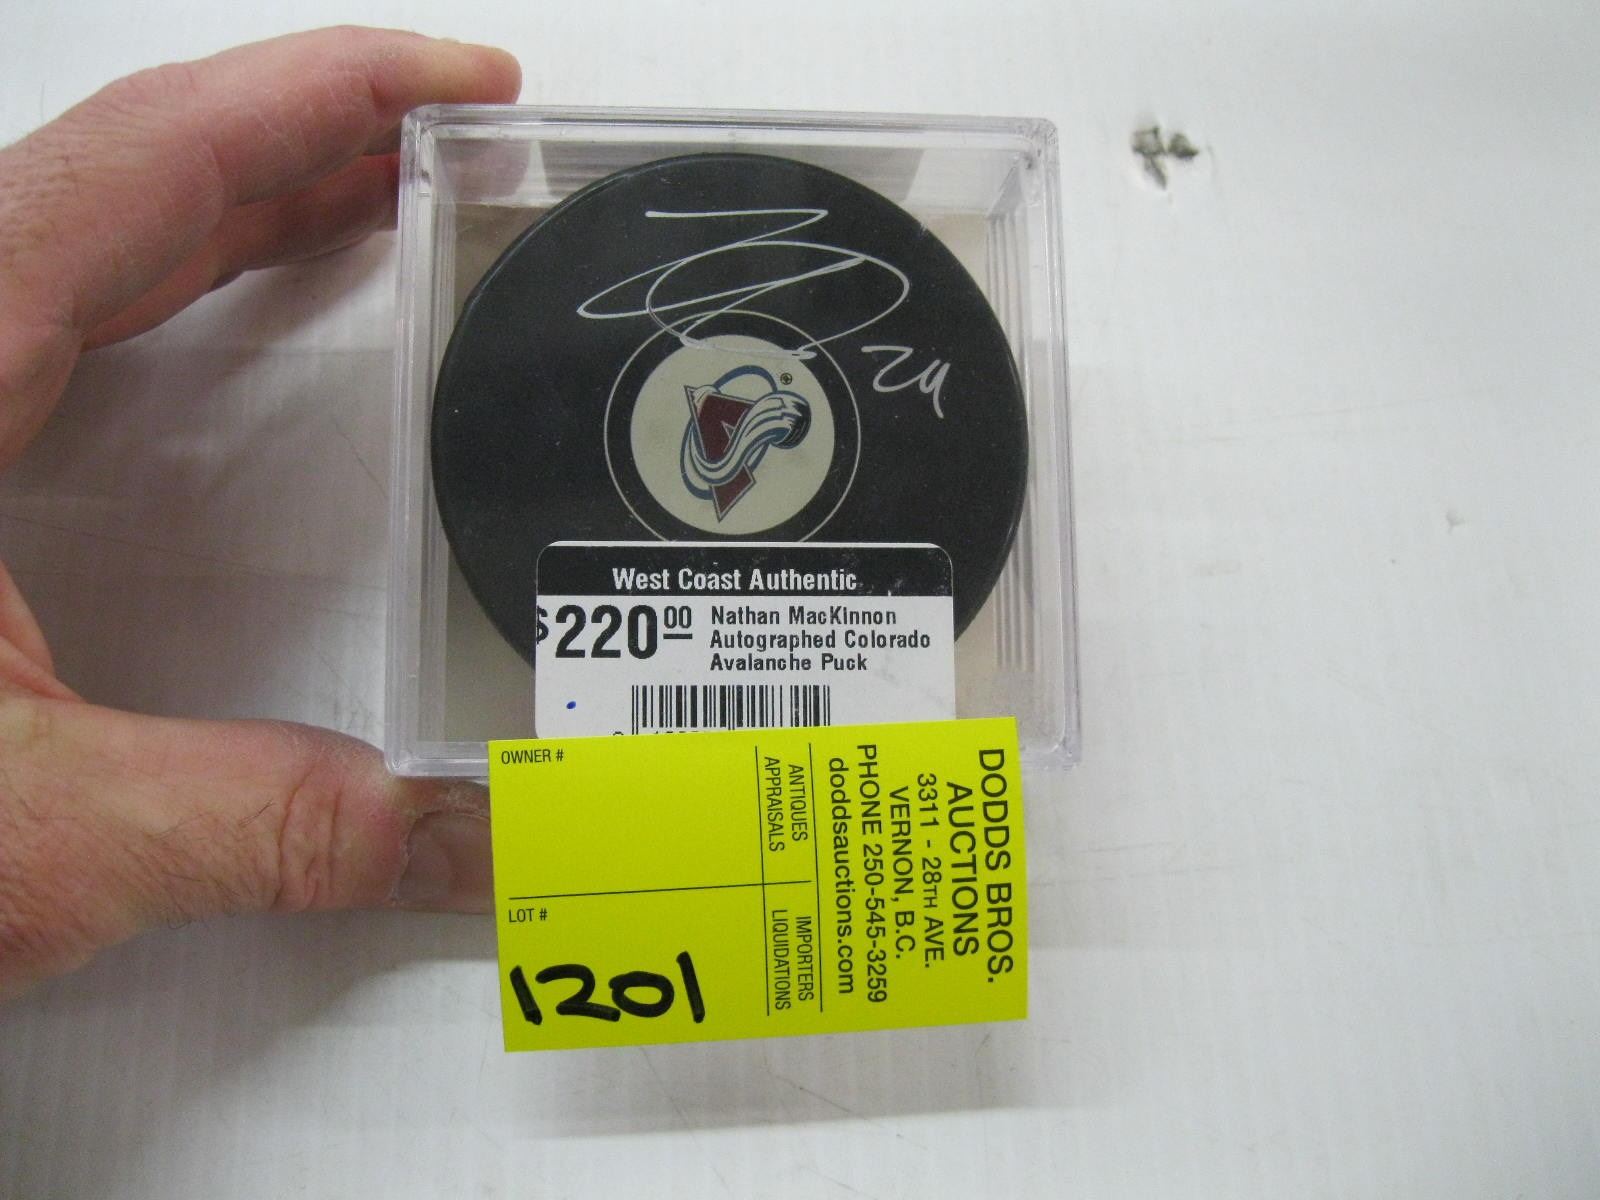 29
West Coast Authentic
$220.00
Nathan MacKinnon
Autographed Colorado
Avalanche Puck
OWNER #
LOT #
1201
ANTIQUES
APPRAISALS
IMPORTERS
LIQUIDATIONS
DODDS BROS.
AUCTIONS
3311 - 28TH AVE.
VERNON, B.C.
PHONE 250-545-3259
doddsauctions.com